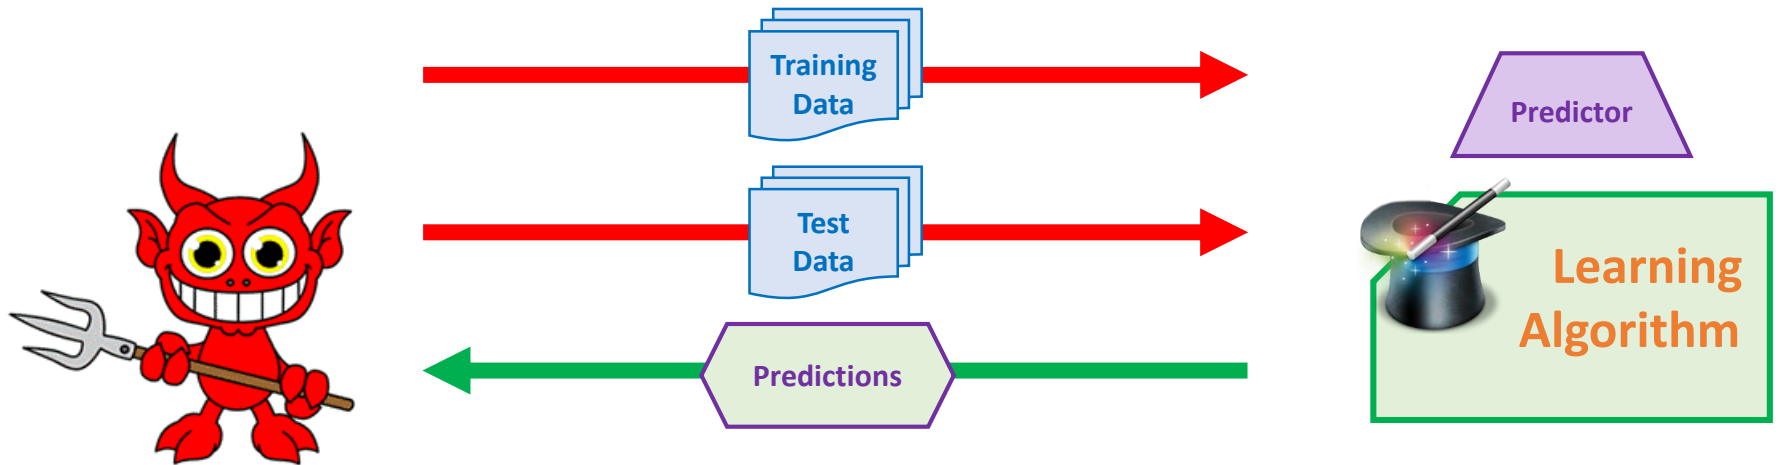 Training
Data
Predictor
Test
Data
Learning
Algorithm
Predictions